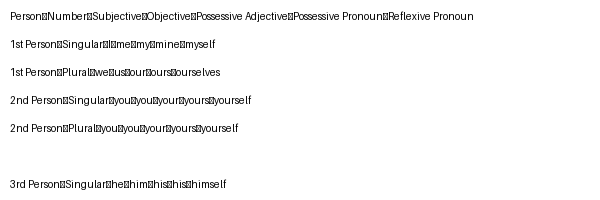 Person▯Number▯Subjective▯Objective▯Possessive Adjective▯Possessive Pronoun▯Reflexive Pronoun
1st Person▯Singular▯I▯me▯my▯mine▯myself
1st Person▯Plural▯we▯us▯our▯ours▯ourselves
2nd Person▯Singular▯you▯you▯your▯yours▯yourself
2nd Person▯Plural▯you▯you▯your▯yours▯yourself
3rd Person▯Singular▯he▯him▯his▯his▯himself